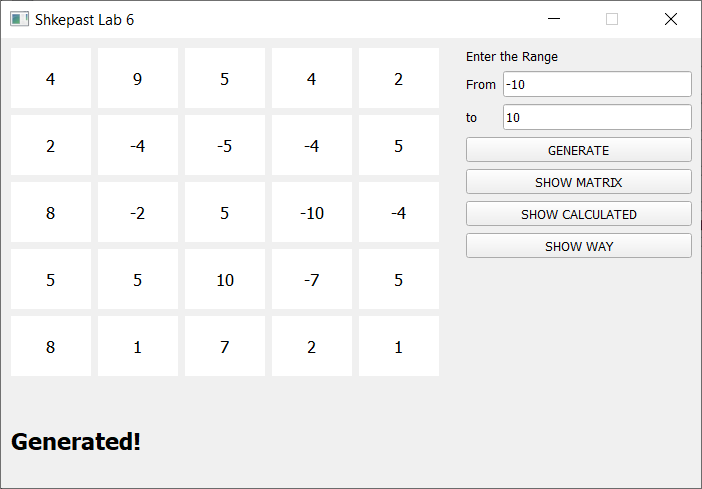 Shkepast Lab 6
4 9 5 4 2
2 -4 -5 -4 5
8 -2 5 -10 -4
5 5 10 -7 5
8 1 7 2 1
Generated!
Enter the Range
From -10
to 10
GENERATE
SHOW MATRIX
SHOW CALCULATED
SHOW WAY